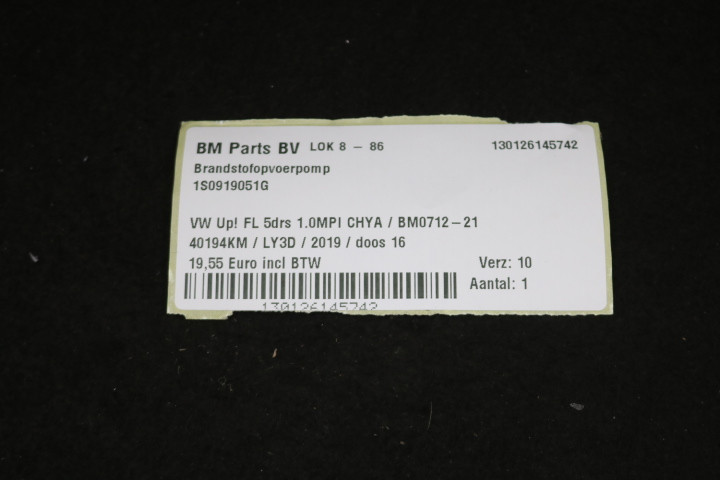 BM Parts BV LOK 8 - 86 130126145742
Brandstofopvoerpomp
1S0919051G
VW Up! FL 5drs 1.0MPI CHYA / BM0712-21
40194KM / LY3D / 2019 / doos 16
19,55 Euro incl BTW Verz: 10
Aantal: 1
130126145742